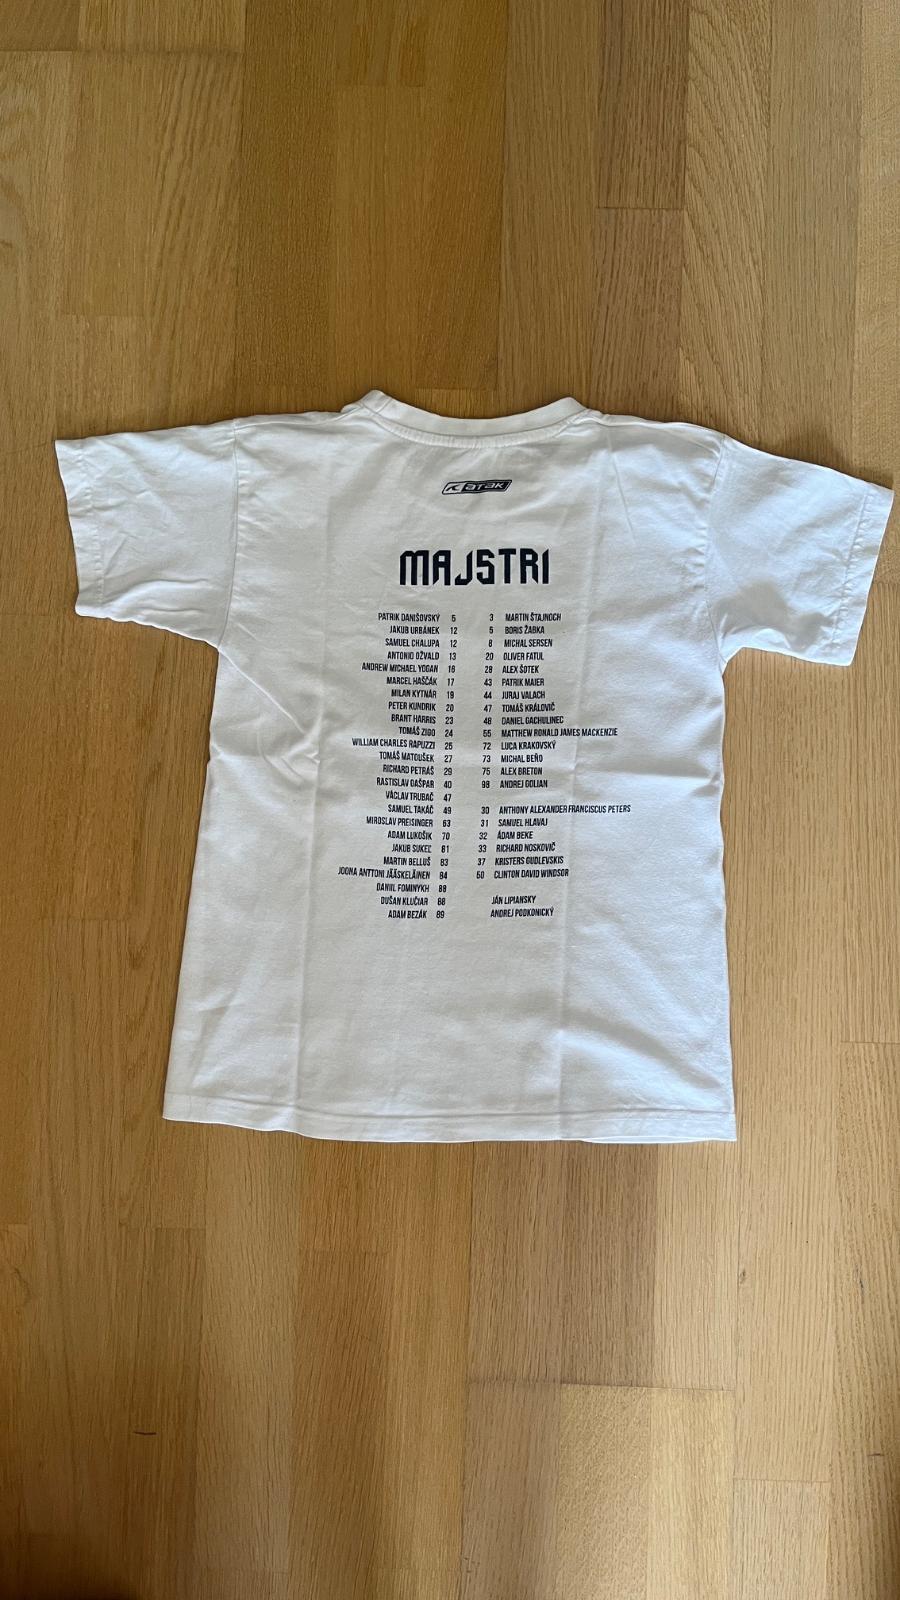 ATAK
MAJSTRI
PATRIK DANIŠOVSKÝ 5
JAKUB URBÁNEK 12
SAMUEL CHALUPA 12
ANTONIO OŽVALD 13
ANDREW MICHAEL YOGAN 16
MARCEL HAŠČÁK 17
MILAN KYTNÁR 19
PETER KUNDRIK 20
BRANT HARRIS 23
TOMÁŠ ZIGO 24
WILLIAM CHARLES RAPUZZI 25
TOMÁŠ MATOUŠEK 27
RICHARD PETRÁŠ 29
RASTISLAV GAŠPAR 40
VÁCLAV TRUBAČ 47
SAMUEL TAKÁČ 49
MIROSLAV PREISINGER 63
ADAM LUKOŠIK 70
JAKUB SUKEĽ 81
MARTIN BELLUŠ 83
JOONA ANTTONI JÄÄSKELÄINEN 84
DANIIL FOMINYKH 88
DUŠAN KLUČIAR 88
ADAM BEZÁK 89
3 MARTIN ŠTAJNOCH
5 BORIS ŽABKA
8 MICHAL SERSEN
20 OLIVER FATUL
28 ALEX ŠOTEK
43 PATRIK MAIER
44 JURAJ VALACH
47 TOMÁŠ KRÁLOVIČ
48 DANIEL GACHULINEC
55 MATTHEW RONALD JAMES MACKENZIE
72 LUCA KRAKOVSKÝ
73 MICHAL BEŇO
75 ALEX BRETON
98 ANDREJ GOLIAN
30 ANTHONY ALEXANDER FRANCISCUS PETERS
31 SAMUEL HLAVAJ
32 ÁDAM BEKE
33 RICHARD NOSKOVIČ
37 KRISTERS GUDLEVSKIS
50 CLINTON DAVID WINDSOR
JÁN LIPIANSKY
ANDREJ PODKONICKÝ